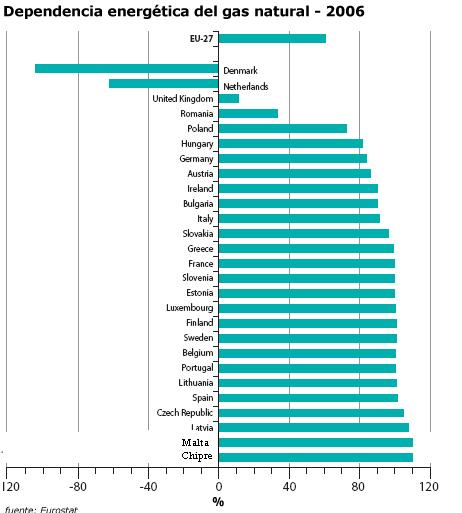 Dependencia energética del gas natural - 2006
EU-27
Denmark
Netherlands
United Kingdom
Romania
Poland
Hungary
Germany
Austria
Ireland
Bulgaria
Italy
Slovakia
Greece
France
Slovenia
Estonia
Luxembourg
Finland
Sweden
Belgium
Portugal
Lithuania
Spain
Czech Republic
Latvia
Malta
Chipre
120 -80 -40 0 40 80 120
%
fuente: Eurostat